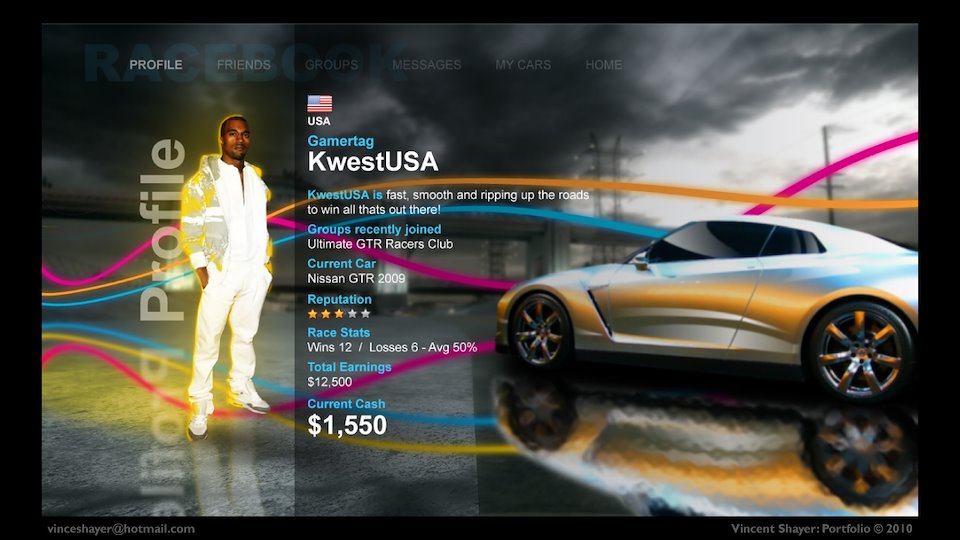 RACEBOOK
PROFILE FRIENDS GROUPS MESSAGES MY CARS HOME
Profile
USA
Gamertag
KwestUSA
KwestUSA is fast, smooth and ripping up the roads
to win all thats out there!
Groups recently joined
Ultimate GTR Racers Club
Current Car
Nissan GTR 2009
Reputation
Race Stats
Wins 12 / Losses 6 - Avg 50%
Total Earnings
$12,500
Current Cash
$1,550
vinceshayer@hotmail.com
Vincent Shayer: Portfolio © 2010